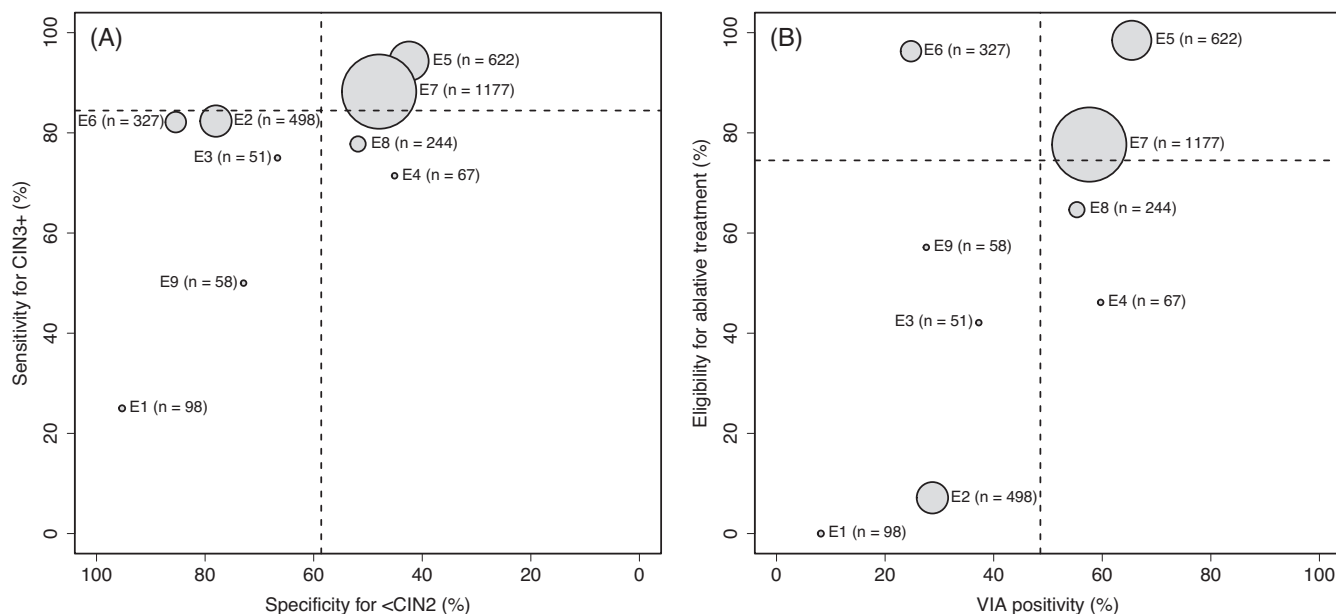 (A)
Sensitivity for CIN3+ (%)
100
80
60
40
20
0
E5 (n = 622)
E7 (n = 1177)
E6 (n = 327)
E2 (n = 498)
E8 (n = 244)
E3 (n = 51)
E4 (n = 67)
E9 (n = 58)
E1 (n = 98)
100 80 60 40 20 0
Specificity for <CIN2 (%)
(B)
Eligibility for ablative treatment (%)
100
80
60
40
20
0
E6 (n = 327)
E5 (n = 622)
E7 (n = 1177)
E8 (n = 244)
E9 (n = 58)
E4 (n = 67)
E3 (n = 51)
E2 (n = 498)
E1 (n = 98)
0 20 40 60 80 100
VIA positivity (%)